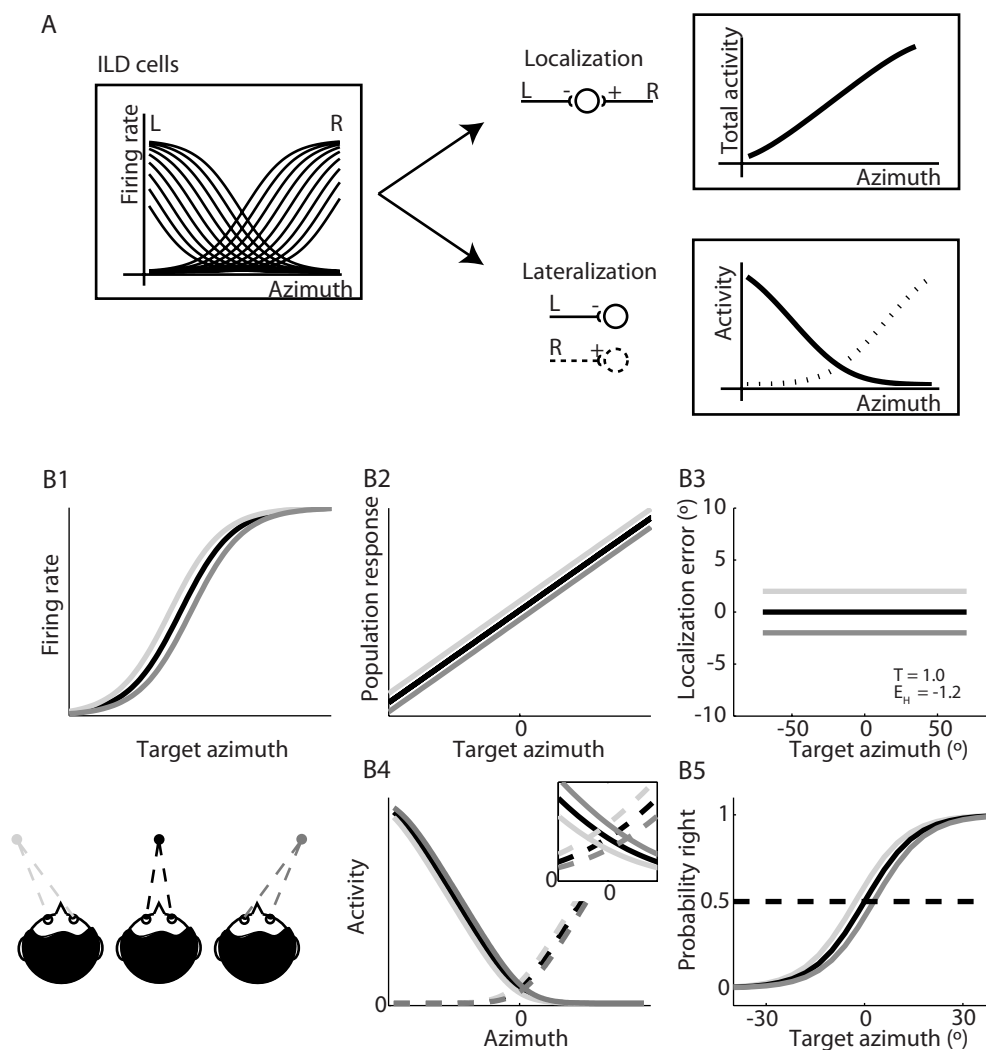 A
ILD cells
L
R
Firing rate
Azimuth
Localization
L - + R
Total activity
Azimuth
Lateralization
L -
R +
Activity
Azimuth
B1
Firing rate
Target azimuth
B2
Population response
0
Target azimuth
B3
Localization error (º)
10
5
0
-5
-10
T = 1.0
E_H = -1.2
-50 0 50
Target azimuth (º)
B4
Activity
0
0
0
0
Azimuth
B5
Probability right
1
0.5
0
-30 0 30
Target azimuth (º)